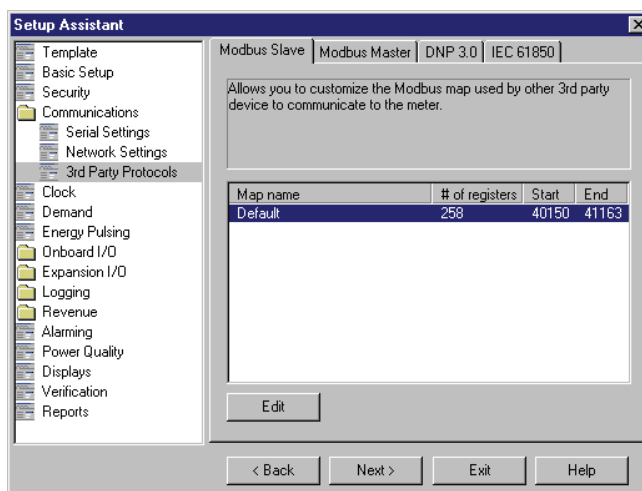 Setup Assistant
Template
Basic Setup
Security
Communications
Serial Settings
Network Settings
3rd Party Protocols
Clock
Demand
Energy Pulsing
Onboard I/O
Expansion I/O
Logging
Revenue
Alarming
Power Quality
Displays
Verification
Reports
Modbus Slave Modbus Master DNP 3.0 IEC 61850
Allows you to customize the Modbus map used by other 3rd party
device to communicate to the meter.
Map name # of registers Start End
Default 258 40150 41163
Edit
< Back Next > Exit Help